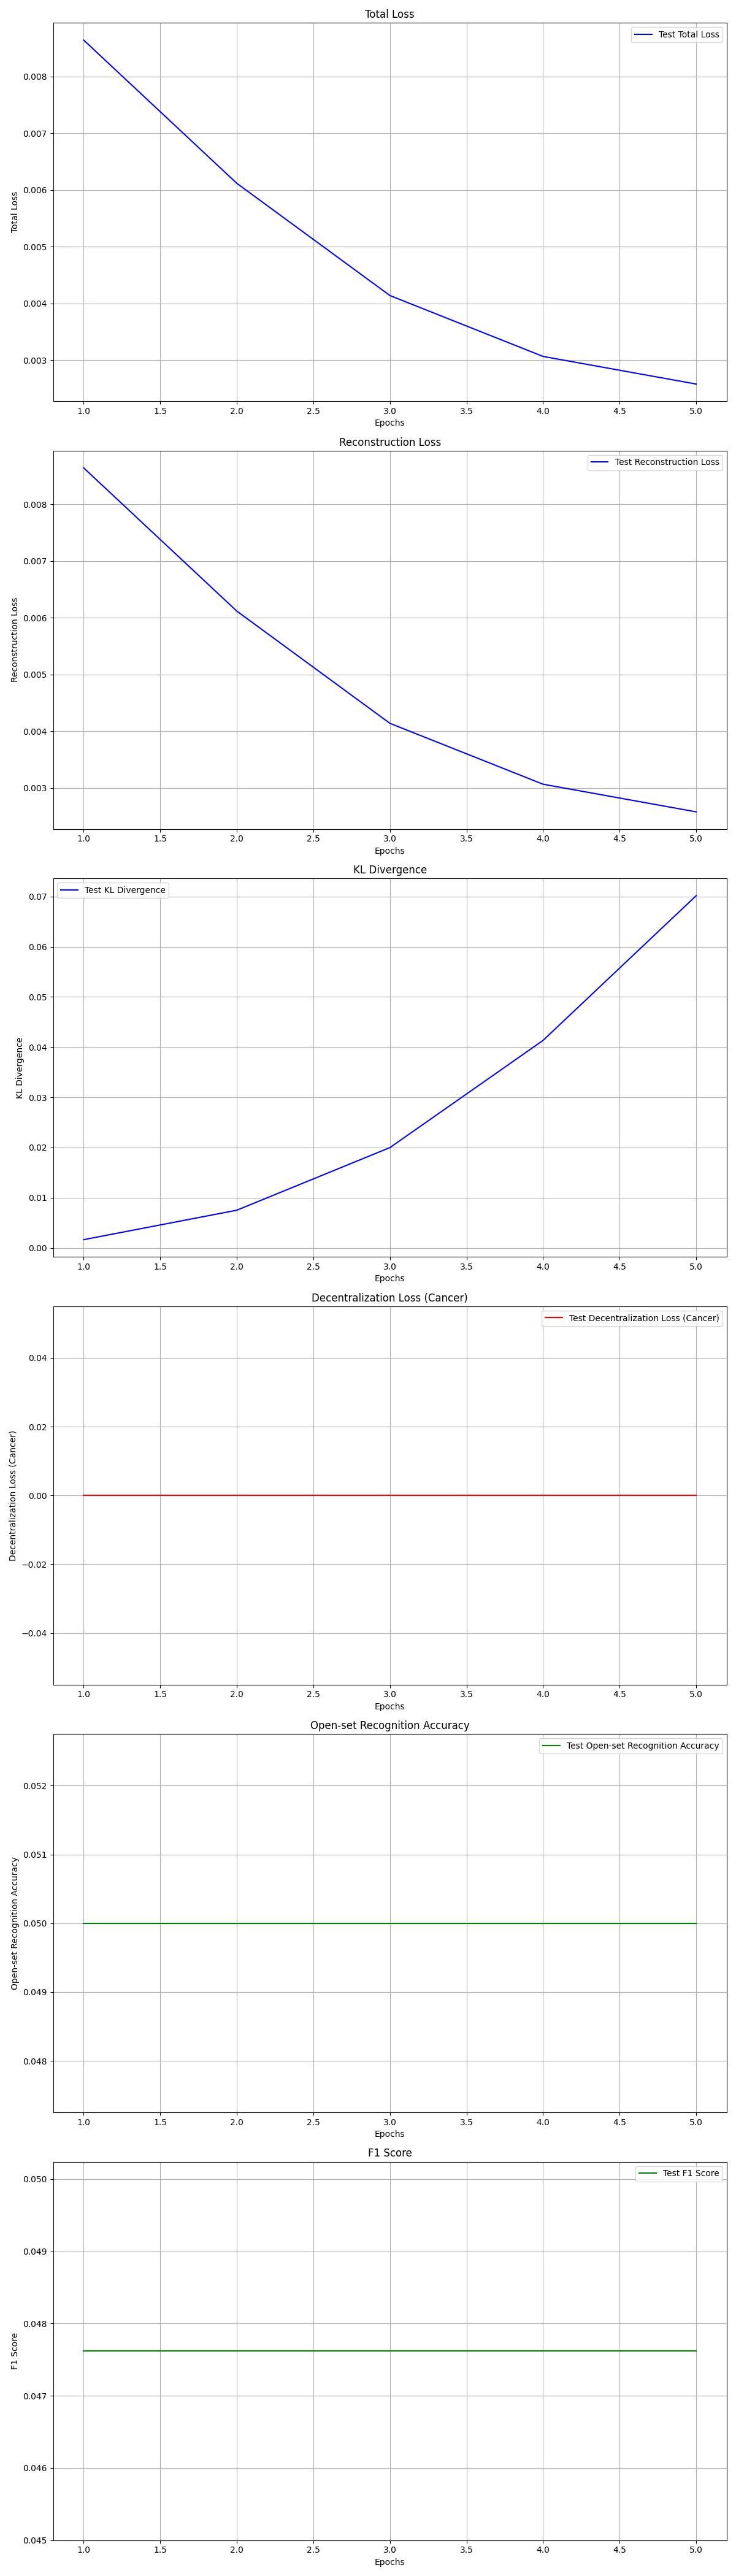 Total Loss
Test Total Loss
0.008
0.007
0.006
0.005
0.004
0.003
Total Loss
1.0 1.5 2.0 2.5 3.0 3.5 4.0 4.5 5.0
Epochs
Reconstruction Loss
Test Reconstruction Loss
0.008
0.007
0.006
0.005
0.004
0.003
Reconstruction Loss
1.0 1.5 2.0 2.5 3.0 3.5 4.0 4.5 5.0
Epochs
KL Divergence
Test KL Divergence
0.07
0.06
0.05
0.04
0.03
0.02
0.01
0.00
KL Divergence
1.0 1.5 2.0 2.5 3.0 3.5 4.0 4.5 5.0
Epochs
Decentralization Loss (Cancer)
Test Decentralization Loss (Cancer)
0.04
0.02
0.00
−0.02
−0.04
Decentralization Loss (Cancer)
1.0 1.5 2.0 2.5 3.0 3.5 4.0 4.5 5.0
Epochs
Open-set Recognition Accuracy
Test Open-set Recognition Accuracy
0.052
0.051
0.050
0.049
0.048
Open-set Recognition Accuracy
1.0 1.5 2.0 2.5 3.0 3.5 4.0 4.5 5.0
Epochs
F1 Score
Test F1 Score
0.050
0.049
0.048
0.047
0.046
0.045
F1 Score
1.0 1.5 2.0 2.5 3.0 3.5 4.0 4.5 5.0
Epochs